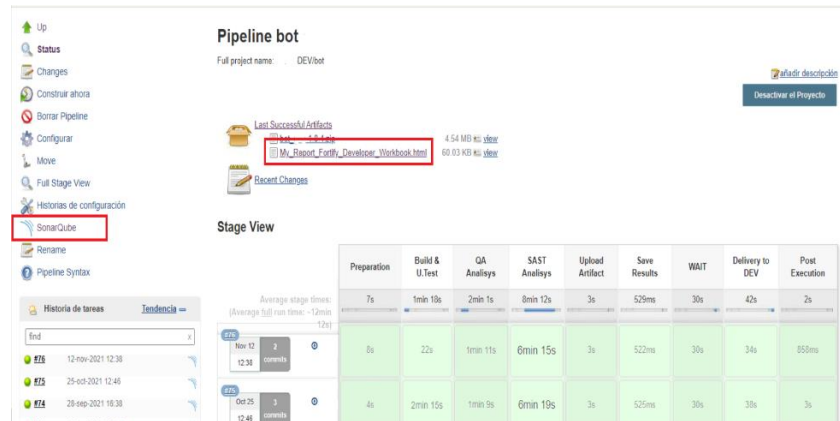 Up
Status
Changes
Construir ahora
Borrar Pipeline
Configurar
Move
Full Stage View
Historias de configuración
SonarQube
Rename
Pipeline Syntax
Historia de tareas Tendencia
find x
#76 12-nov-2021 12:38
#75 25-oct-2021 12:46
#74 28-sep-2021 16:38
Pipeline bot
Full project name: DEV/bot
añadir descripción
Desactivar el Proyecto
Last Successful Artifacts
4.54 MB view
My_Report_Fortify_Developer_Workbook.html 60.03 KB view
Recent Changes
Stage View
Preparation Build & U.Test QA Analisys SAST Analisys Upload Artifact Save Results WAIT Delivery to DEV Post Execution
Average stage times: 7s 1min 18s 2min 1s 8min 12s 3s 529ms 30s 42s 2s
(Average full run time: ~12min 12s)
#76
Nov 12 12:38 2 commits 8s 22s 1min 11s 6min 15s 3s 522ms 30s 34s 858ms
#75
Oct 25 12:46 3 commits 4s 2min 15s 1min 9s 6min 19s 3s 525ms 30s 38s 3s